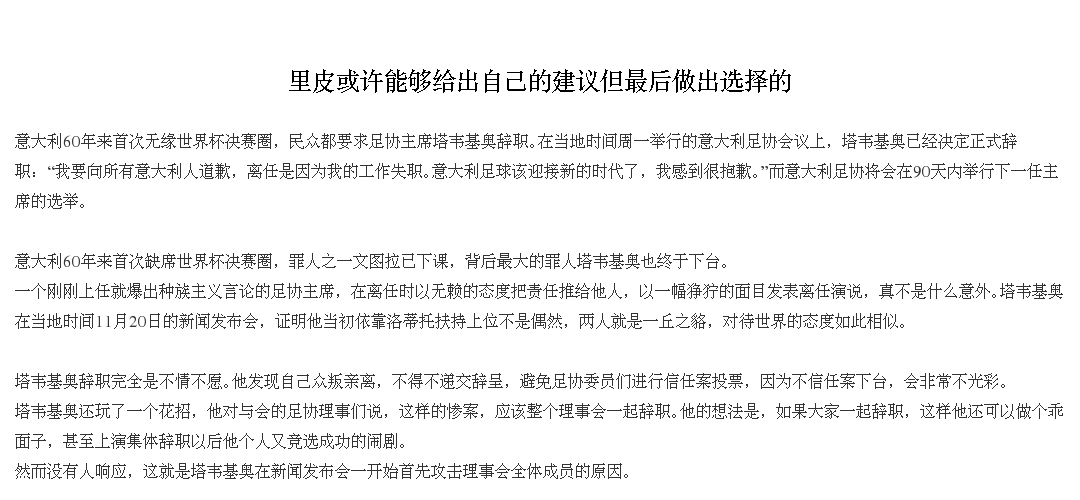 里皮或许能够给出自己的建议但最后做出选择的
意大利60年来首次无缘世界杯决赛圈，民众都要求足协主席塔韦基奥辞职。在当地时间周一举行的意大利足协会议上，塔韦基奥已经决定正式辞
职：“我要向所有意大利人道歉，离任是因为我的工作失职。意大利足球该迎接新的时代了，我感到很抱歉。”而意大利足协将会在90天内举行下一任主
席的选举。
意大利60年来首次缺席世界杯决赛圈，罪人之一文图拉已下课，背后最大的罪人塔韦基奥也终于下台。
一个刚刚上任就爆出种族主义言论的足协主席，在离任时以无赖的态度把责任推给他人，以一幅狰狞的面目发表离任演说，真不是什么意外。塔韦基奥
在当地时间11月20日的新闻发布会，证明他当初依靠洛蒂托扶持上位不是偶然，两人就是一丘之貉，对待世界的态度如此相似。
塔韦基奥辞职完全是不情不愿。他发现自己众叛亲离，不得不递交辞呈，避免足协委员们进行信任案投票，因为不信任案下台，会非常不光彩。
塔韦基奥还玩了一个花招，他对与会的足协理事们说，这样的惨案，应该整个理事会一起辞职。他的想法是，如果大家一起辞职，这样他还可以做个乖
面子，甚至上演集体辞职以后他个人又竞选成功的闹剧。
然而没有人响应，这就是塔韦基奥在新闻发布会一开始首先攻击理事会全体成员的原因。